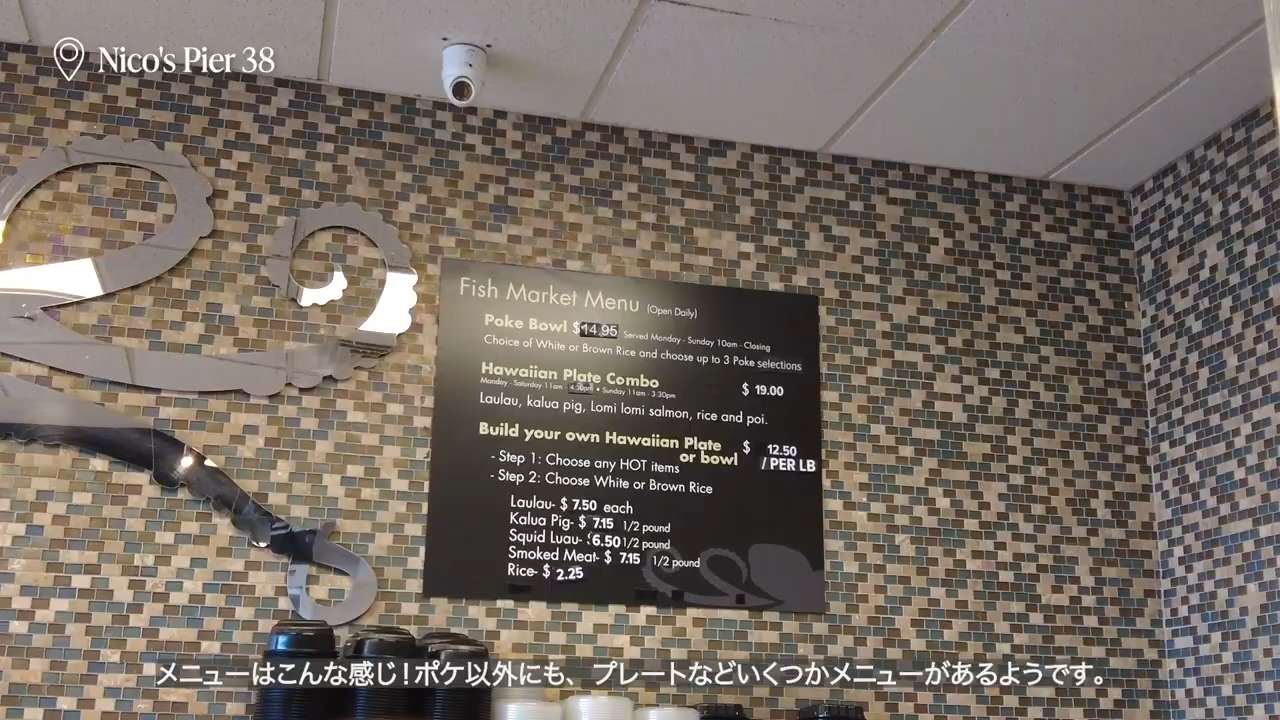 Nico's Pier 38
Fish Market Menu (Open Daily)
Poke Bowl $14.95 Served Monday - Sunday 10am - Closing
Choice of White or Brown Rice and choose up to 3 Poke selections
Hawaiian Plate Combo $ 19.00
Monday - Saturday 11am - 4:30pm • Sunday 11am - 3:30pm
Laulau, kalua pig, Lomi lomi salmon, rice and poi.
Build your own Hawaiian Plate $ 12.50
or bowl / PER LB
- Step 1: Choose any HOT items
- Step 2: Choose White or Brown Rice
Laulau- $ 7.50 each
Kalua Pig- $ 7.15 1/2 pound
Squid Luau- $6.50 1/2 pound
Smoked Meat- $ 7.15 1/2 pound
Rice- $ 2.25
メニューはこんな感じ！ポケ以外にも、プレートなどいくつかメニューがあるようです。